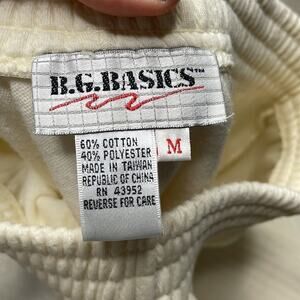 B.G.BASICS™
60% COTTON
40% POLYESTER
MADE IN TAIWAN
REPUBLIC OF CHINA
RN 43952
REVERSE FOR CARE
M